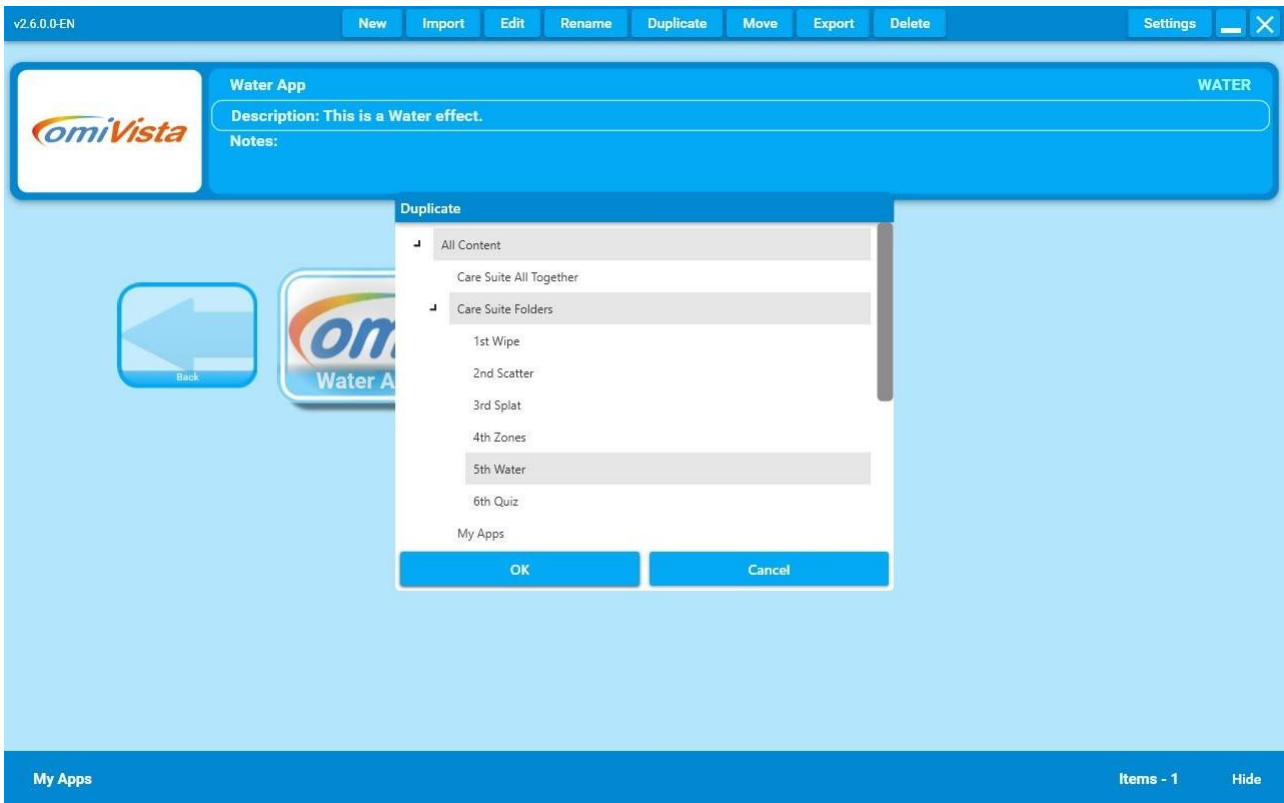 v2.6.0.0-EN New Import Edit Rename Duplicate Move Export Delete Settings
Water App WATER
omiVista
Description: This is a Water effect.
Notes:
Duplicate
All Content
Care Suite All Together
Care Suite Folders
1st Wipe
2nd Scatter
3rd Splat
4th Zones
5th Water
6th Quiz
My Apps
OK Cancel
Back
om
Water A
My Apps Items - 1 Hide